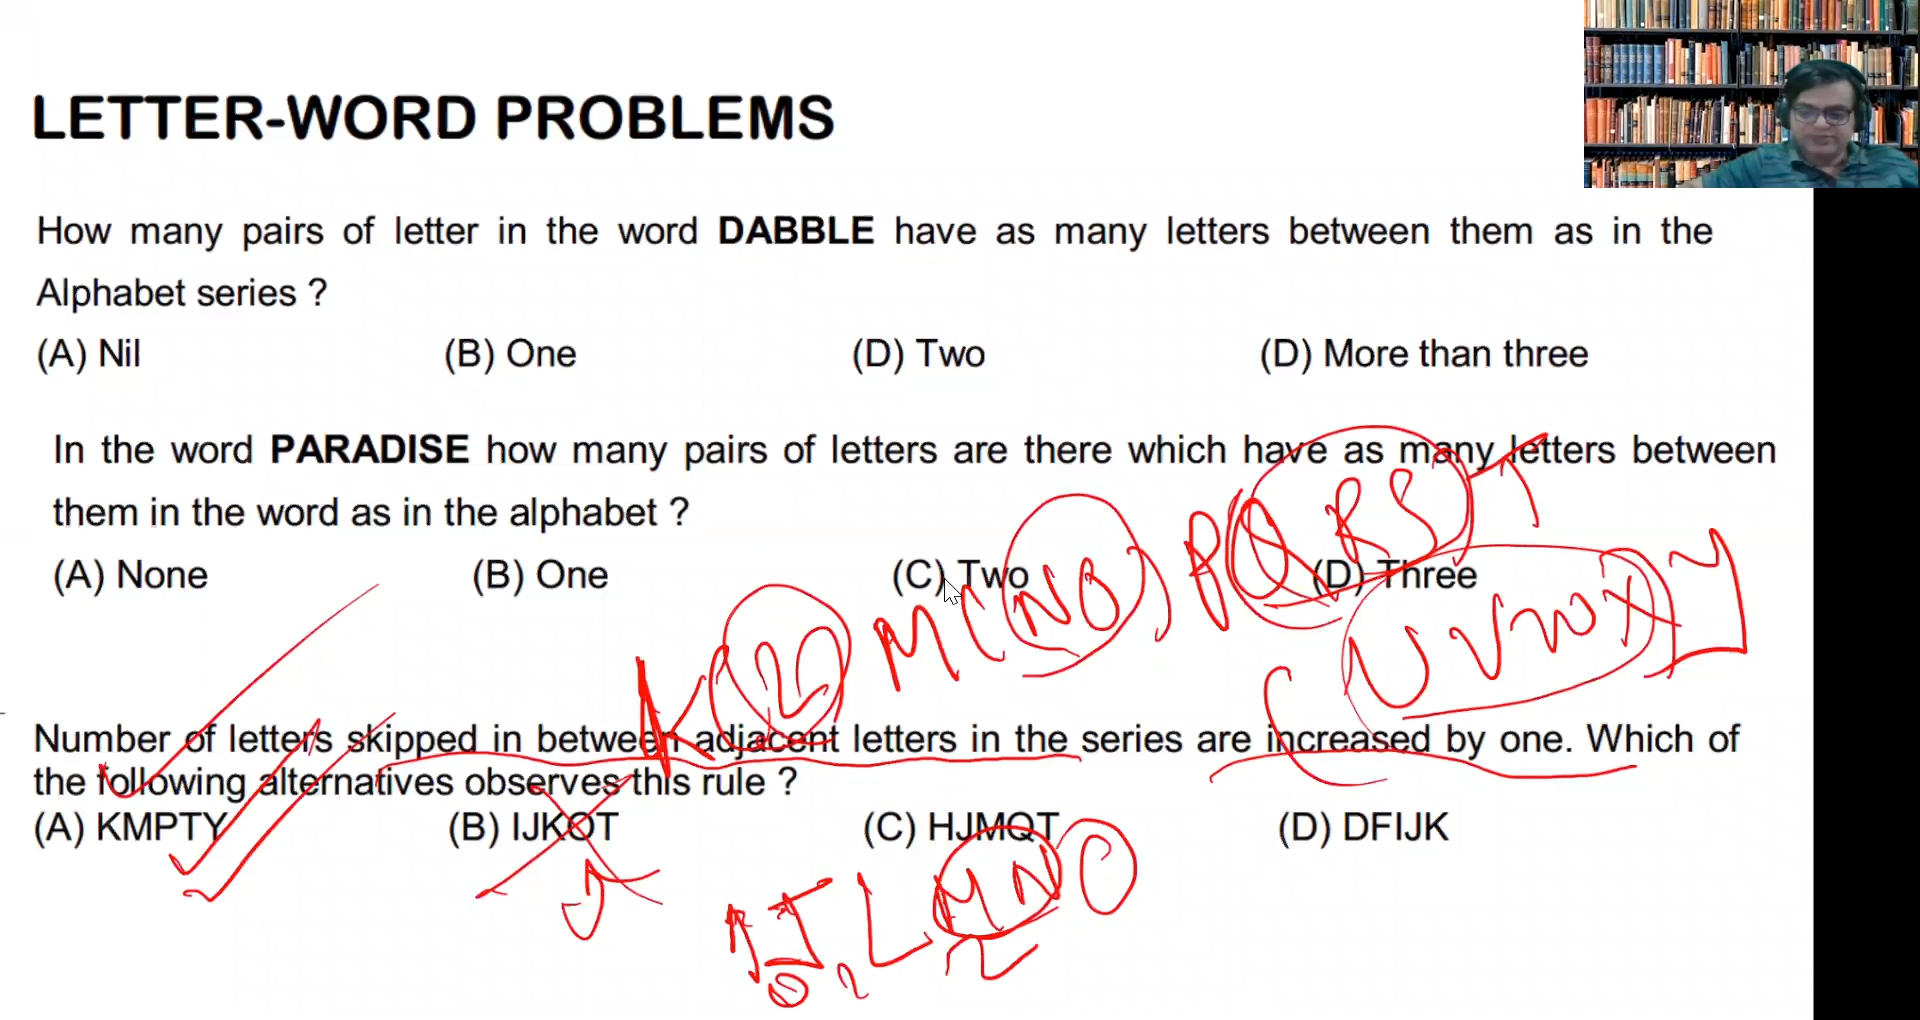 LETTER-WORD PROBLEMS
How many pairs of letter in the word DABBLE have as many letters between them as in the
Alphabet series ?
(A) Nil (B) One (D) Two (D) More than three
In the word PARADISE how many pairs of letters are there which have as many letters between
them in the word as in the alphabet ?
(A) None (B) One (C) Two (D) Three
K L M N O P Q R S T
U V W X Y
Number of letters skipped in between adjacent letters in the series are increased by one. Which of
the following alternatives observes this rule ?
(A) KMPTY (B) IJKOT (C) HJMQT (D) DFIJK
L M N O